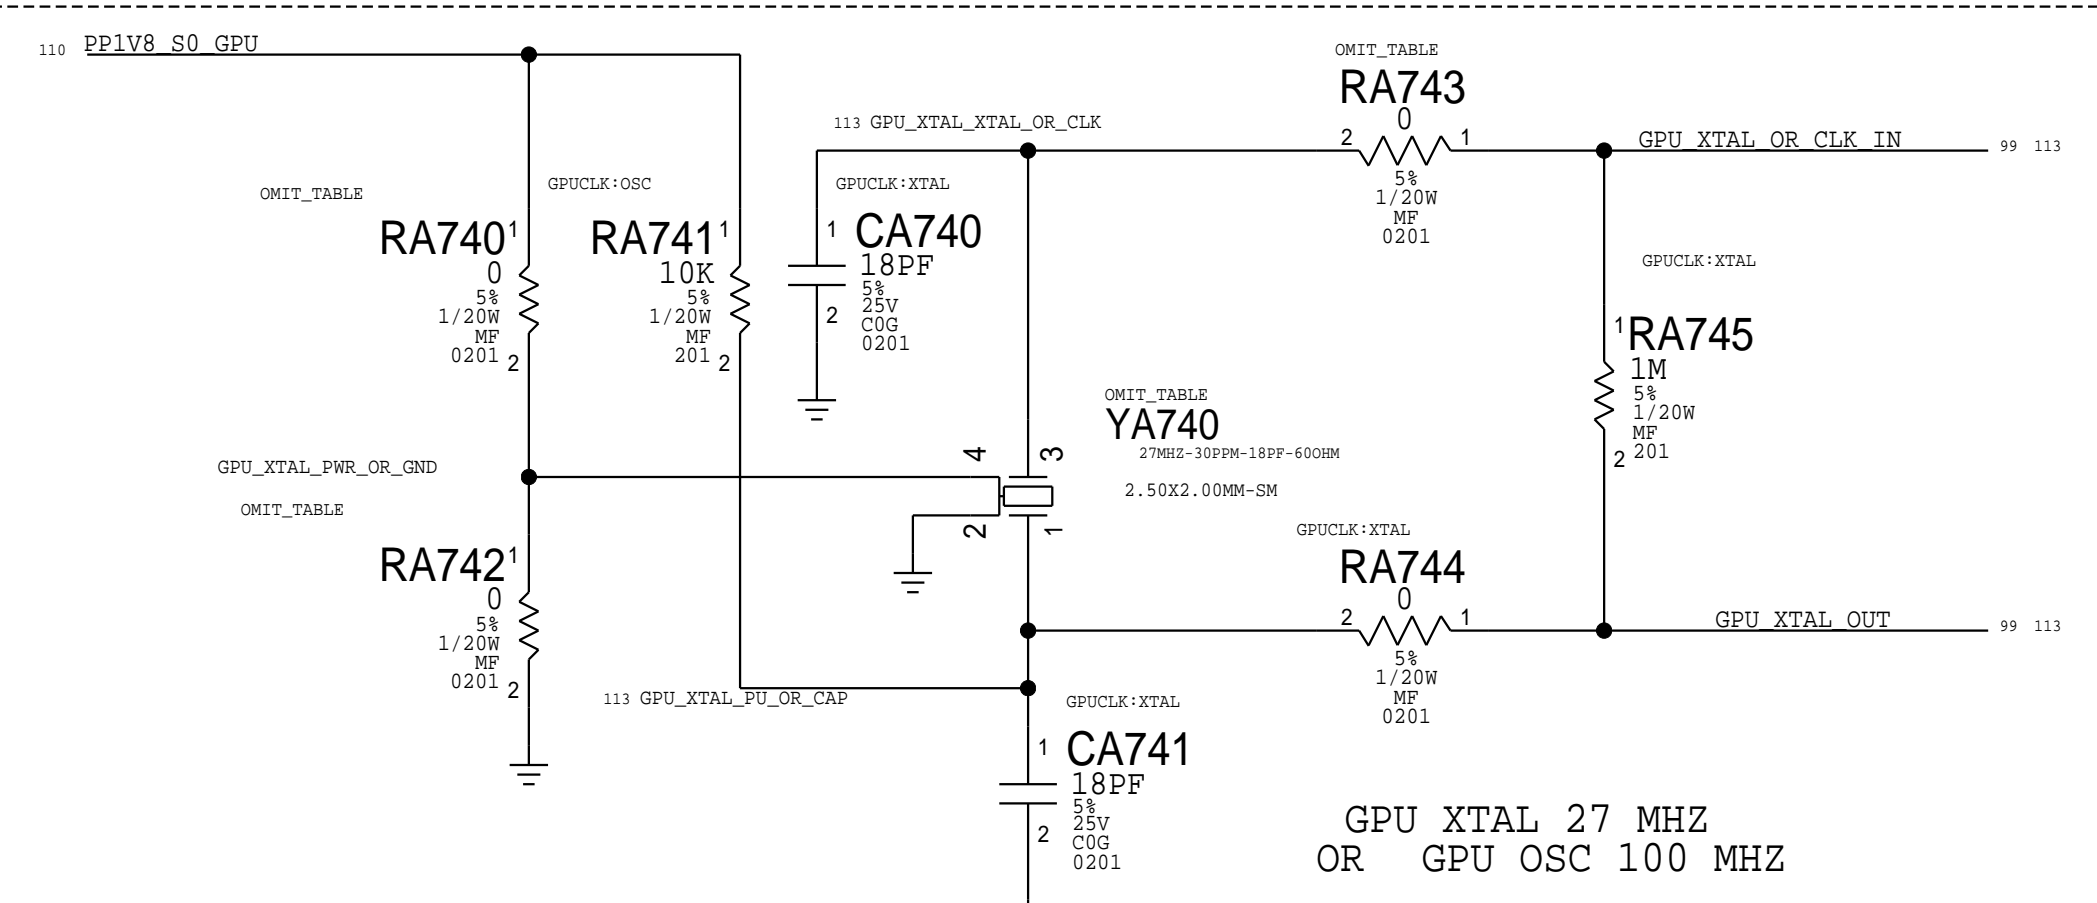 110 PP1V8_S0_GPU
OMIT_TABLE
RA740
1
0
5%
1/20W
MF
0201
2
GPUCLK:OSC
RA741
1
10K
5%
1/20W
MF
201
2
113 GPU_XTAL_XTAL_OR_CLK
GPUCLK:XTAL
1
CA740
18PF
5%
25V
C0G
0201
2
OMIT_TABLE
RA743
0
2
1
5%
1/20W
MF
0201
GPU_XTAL_OR_CLK_IN
99 113
GPUCLK:XTAL
1
RA745
1M
5%
1/20W
MF
201
2
OMIT_TABLE
YA740
27MHZ-30PPM-18PF-60OHM
2.50X2.00MM-SM
4
3
2
1
GPU_XTAL_PWR_OR_GND
OMIT_TABLE
RA742
1
0
5%
1/20W
MF
0201
2
GPUCLK:XTAL
RA744
0
2
1
5%
1/20W
MF
0201
GPU_XTAL_OUT
99 113
113 GPU_XTAL_PU_OR_CAP
GPUCLK:XTAL
1
CA741
18PF
5%
25V
C0G
0201
2
GPU XTAL 27 MHZ
OR GPU OSC 100 MHZ